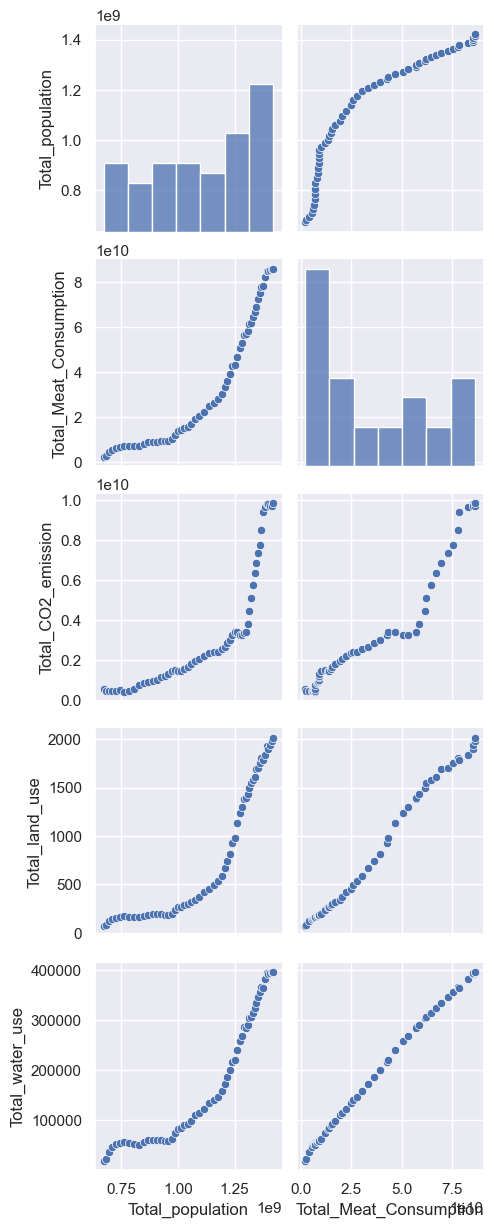 1e9
1.4
1.2
1.0
0.8
Total_population
1e10
8
6
4
2
0
Total_Meat_Consumption
1e10
1.0
0.8
0.6
0.4
0.2
0.0
Total_CO2_emission
2000
1500
1000
500
0
Total_land_use
400000
300000
200000
100000
Total_water_use
0.75 1.00 1.25
Total_population 1e9
0.0 2.5 5.0 7.5
Total_Meat_Consumption 1e10